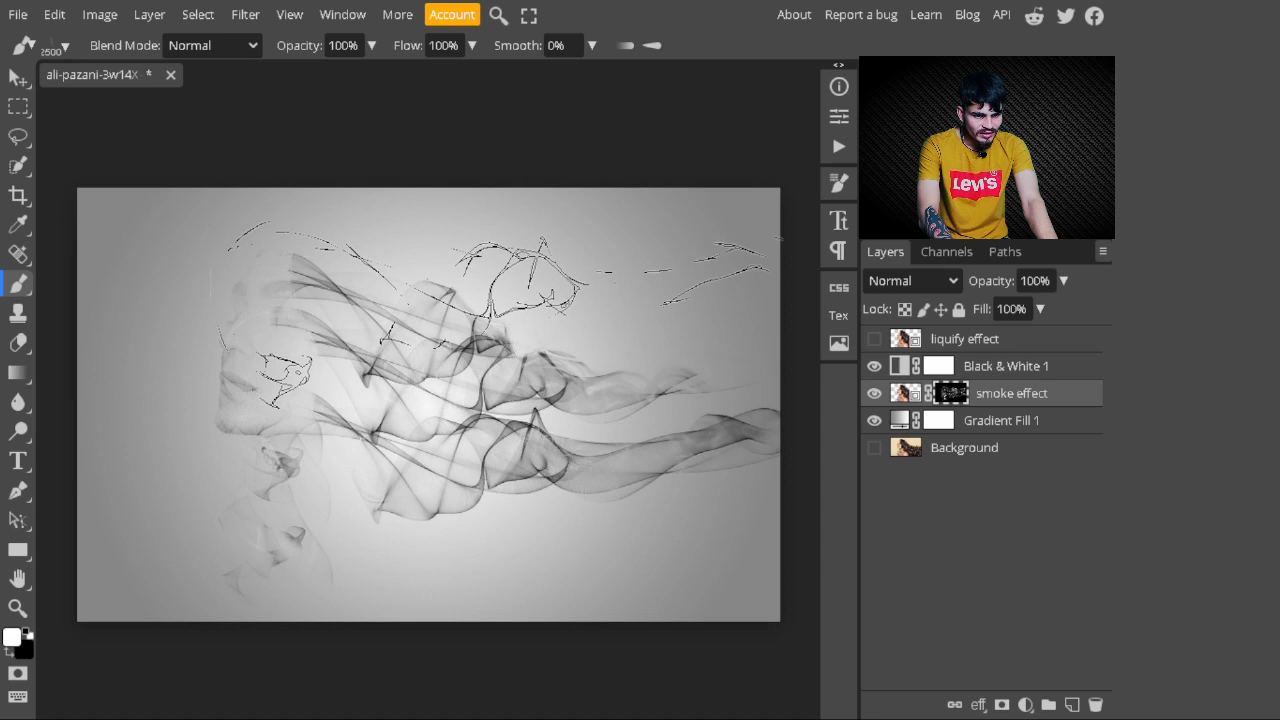 File Edit Image Layer Select Filter View Window More Account About Report a bug Learn Blog API
2500 Blend Mode: Normal Opacity: 100% Flow: 100% Smooth: 0%
ali-pazani-3w14X *
Levi's
CSS
Tex
Layers Channels Paths
Normal Opacity: 100%
Lock: Fill: 100%
liquify effect
Black & White 1
smoke effect
Gradient Fill 1
Background
eff